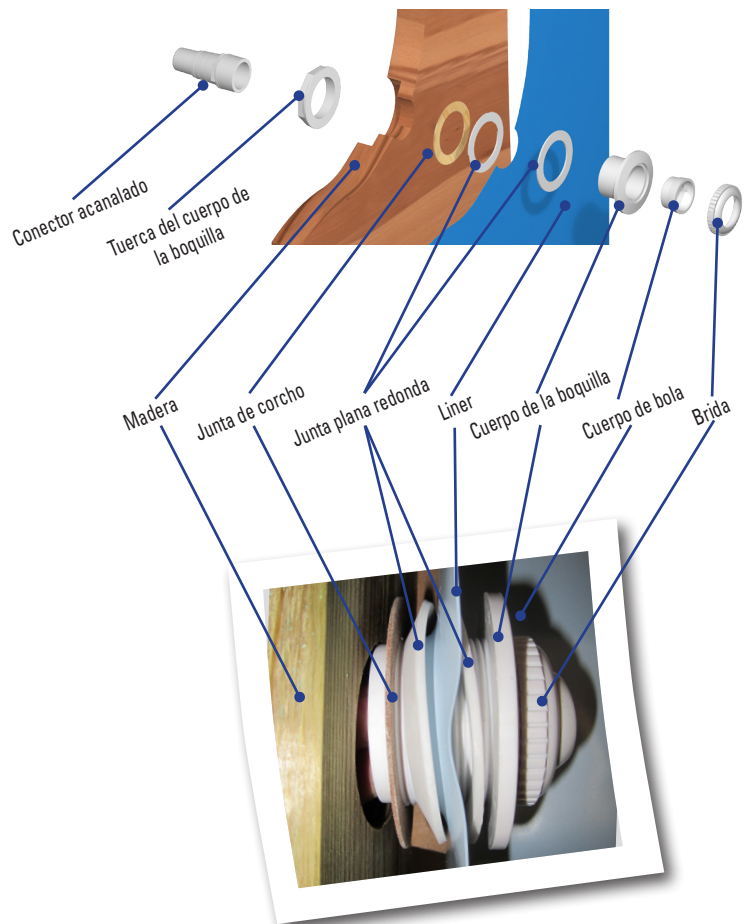 Conector acanalado
Tuerca del cuerpo de
la boquilla
Madera
Junta de corcho
Junta plana redonda
Liner
Cuerpo de la boquilla
Cuerpo de bola
Brida